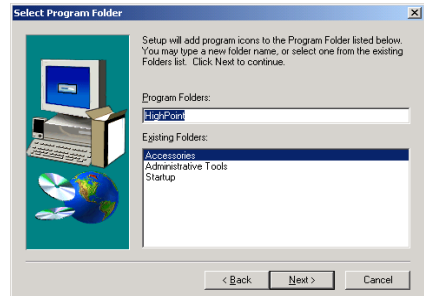 Select Program Folder
Setup will add program icons to the Program Folder listed below.
You may type a new folder name, or select one from the existing
Folders list. Click Next to continue.
Program Folders:
HighPoint
Existing Folders:
Accessories
Administrative Tools
Startup
< Back
Next >
Cancel